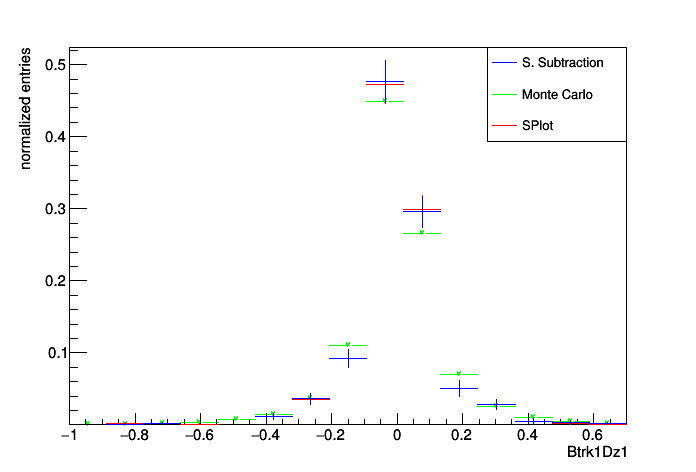 normalized entries
0.5
0.4
0.3
0.2
0.1
S. Subtraction
Monte Carlo
SPlot
−1 −0.8 −0.6 −0.4 −0.2 0 0.2 0.4 0.6
Btrk1Dz1